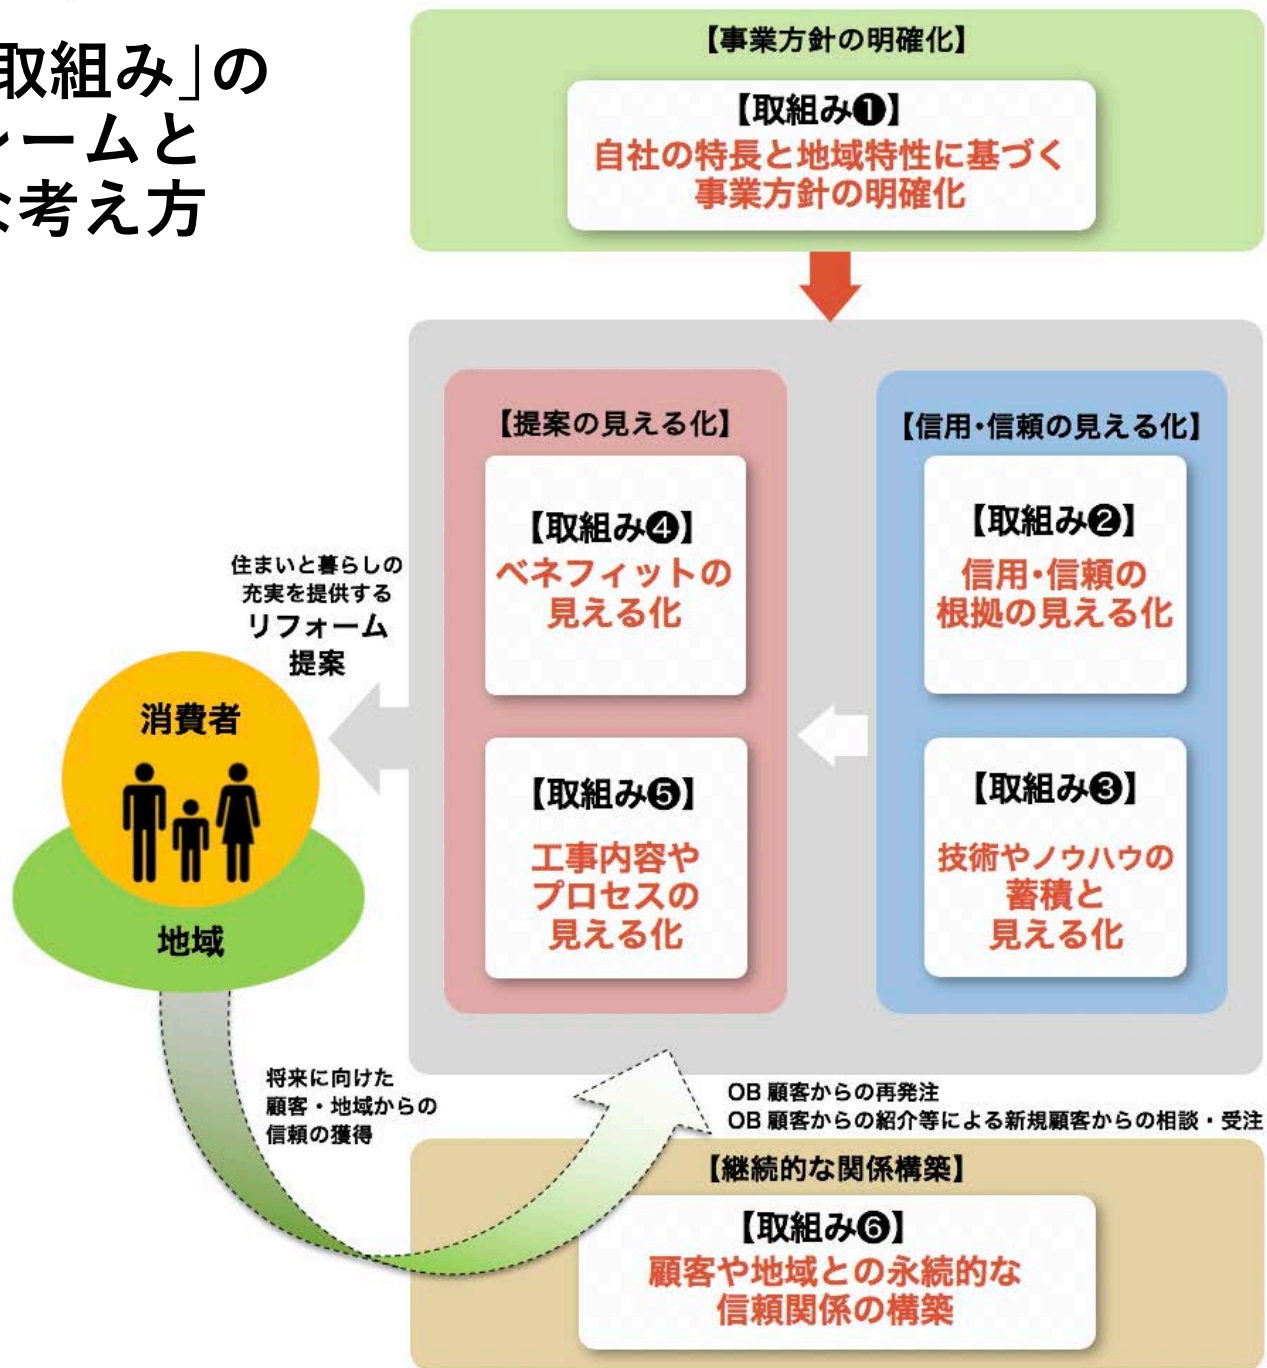 取組み」の
レームと
な考え方
【事業方針の明確化】
【取組み❶】
自社の特長と地域特性に基づく
事業方針の明確化
【提案の見える化】
【取組み❹】
ベネフィットの
見える化
【取組み❺】
工事内容や
プロセスの
見える化
【信用・信頼の見える化】
【取組み❷】
信用・信頼の
根拠の見える化
【取組み❸】
技術やノウハウの
蓄積と
見える化
住まいと暮らしの
充実を提供する
リフォーム
提案
消費者
地域
将来に向けた
顧客・地域からの
信頼の獲得
OB 顧客からの再発注
OB 顧客からの紹介等による新規顧客からの相談・受注
【継続的な関係構築】
【取組み❻】
顧客や地域との永続的な
信頼関係の構築